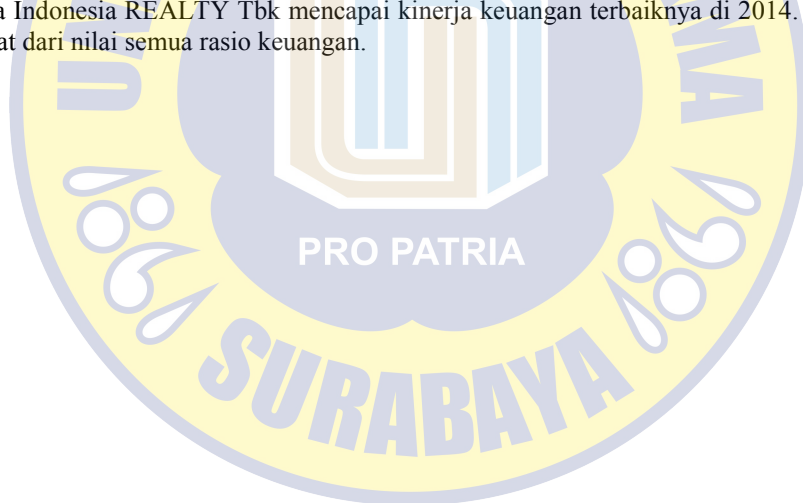 a Indonesia REALTY Tbk mencapai kinerja keuangan terbaiknya di 2014.
at dari nilai semua rasio keuangan.
PRO PATRIA
SURABAYA